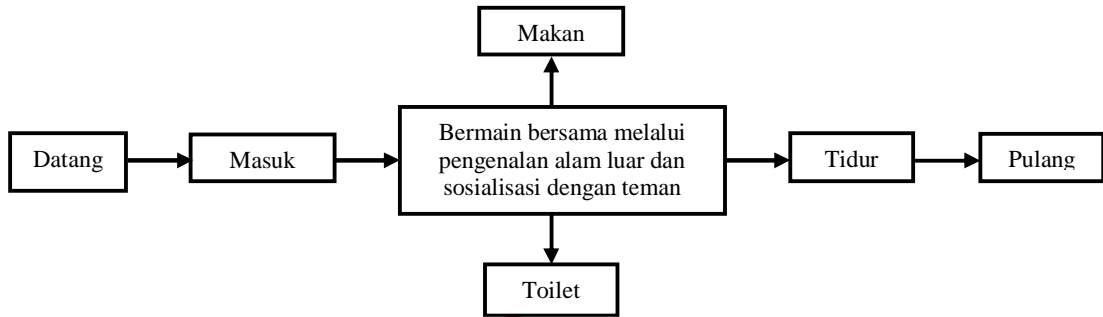 Makan
Datang
Masuk
Bermain bersama melalui
pengenalan alam luar dan
sosialisasi dengan teman
Tidur
Pulang
Toilet